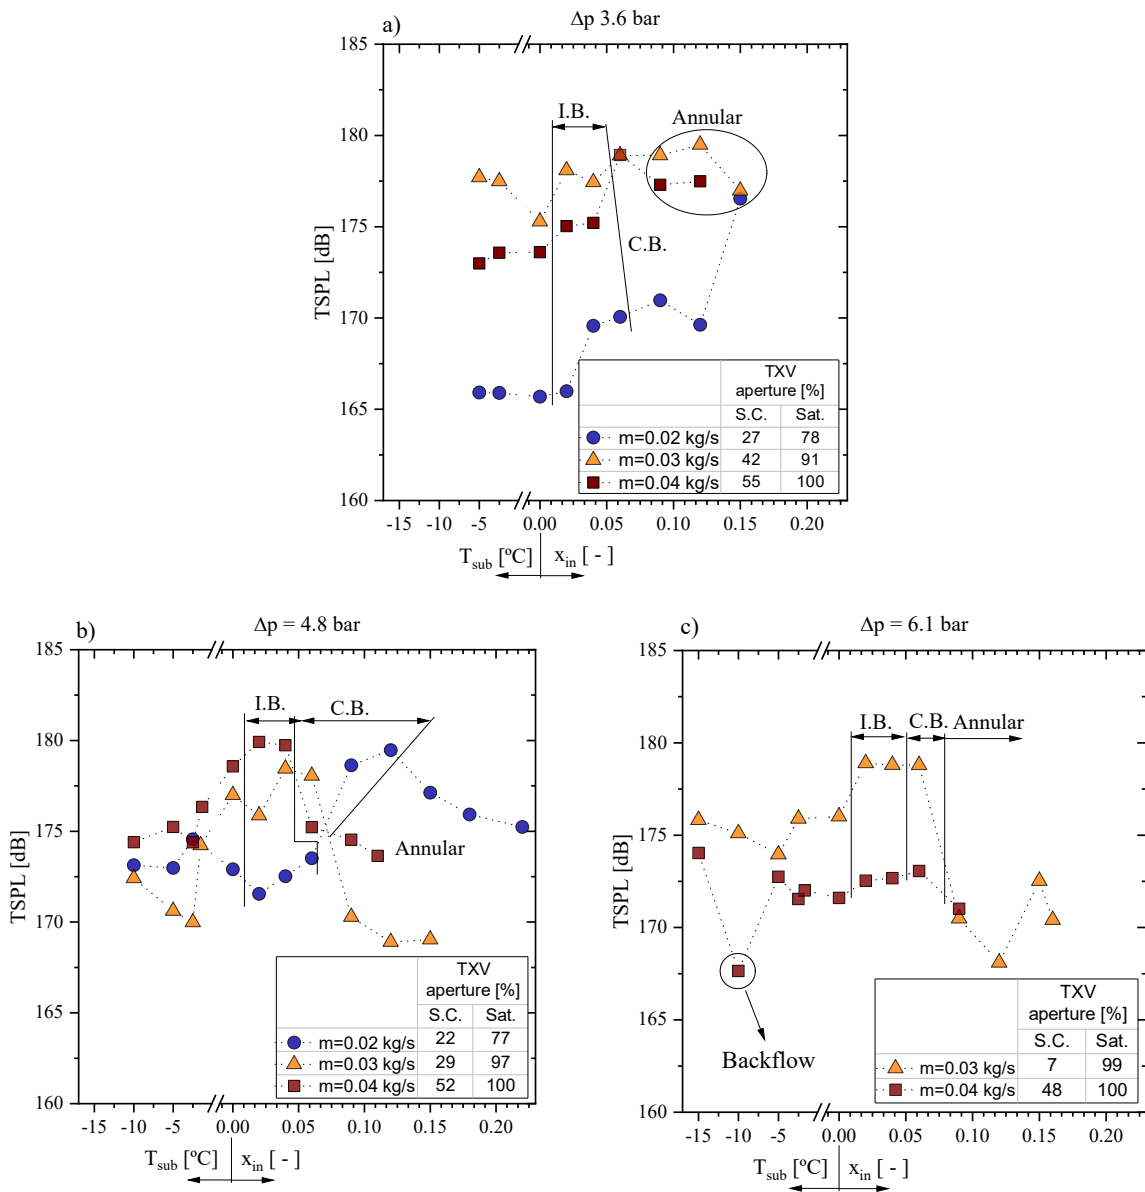 a)
Δp 3.6 bar
185
180
175
170
165
160
TSPL [dB]
I.B.
Annular
C.B.
TXV
aperture [%]
S.C. Sat.
m=0.02 kg/s 27 78
m=0.03 kg/s 42 91
m=0.04 kg/s 55 100
-15 -10 -5 0.00 0.05 0.10 0.15 0.20
Tsub [ºC] xin [ - ]
b)
Δp = 4.8 bar
185
180
175
170
165
160
TSPL [dB]
I.B. C.B.
Annular
TXV
aperture [%]
S.C. Sat.
m=0.02 kg/s 22 77
m=0.03 kg/s 29 97
m=0.04 kg/s 52 100
-15 -10 -5 0.00 0.05 0.10 0.15 0.20
Tsub [ºC] xin [ - ]
c)
Δp = 6.1 bar
185
180
175
170
165
160
TSPL [dB]
I.B. C.B. Annular
Backflow
TXV
aperture [%]
S.C. Sat.
m=0.03 kg/s 7 99
m=0.04 kg/s 48 100
-15 -10 -5 0.00 0.05 0.10 0.15 0.20
Tsub [ºC] xin [ - ]